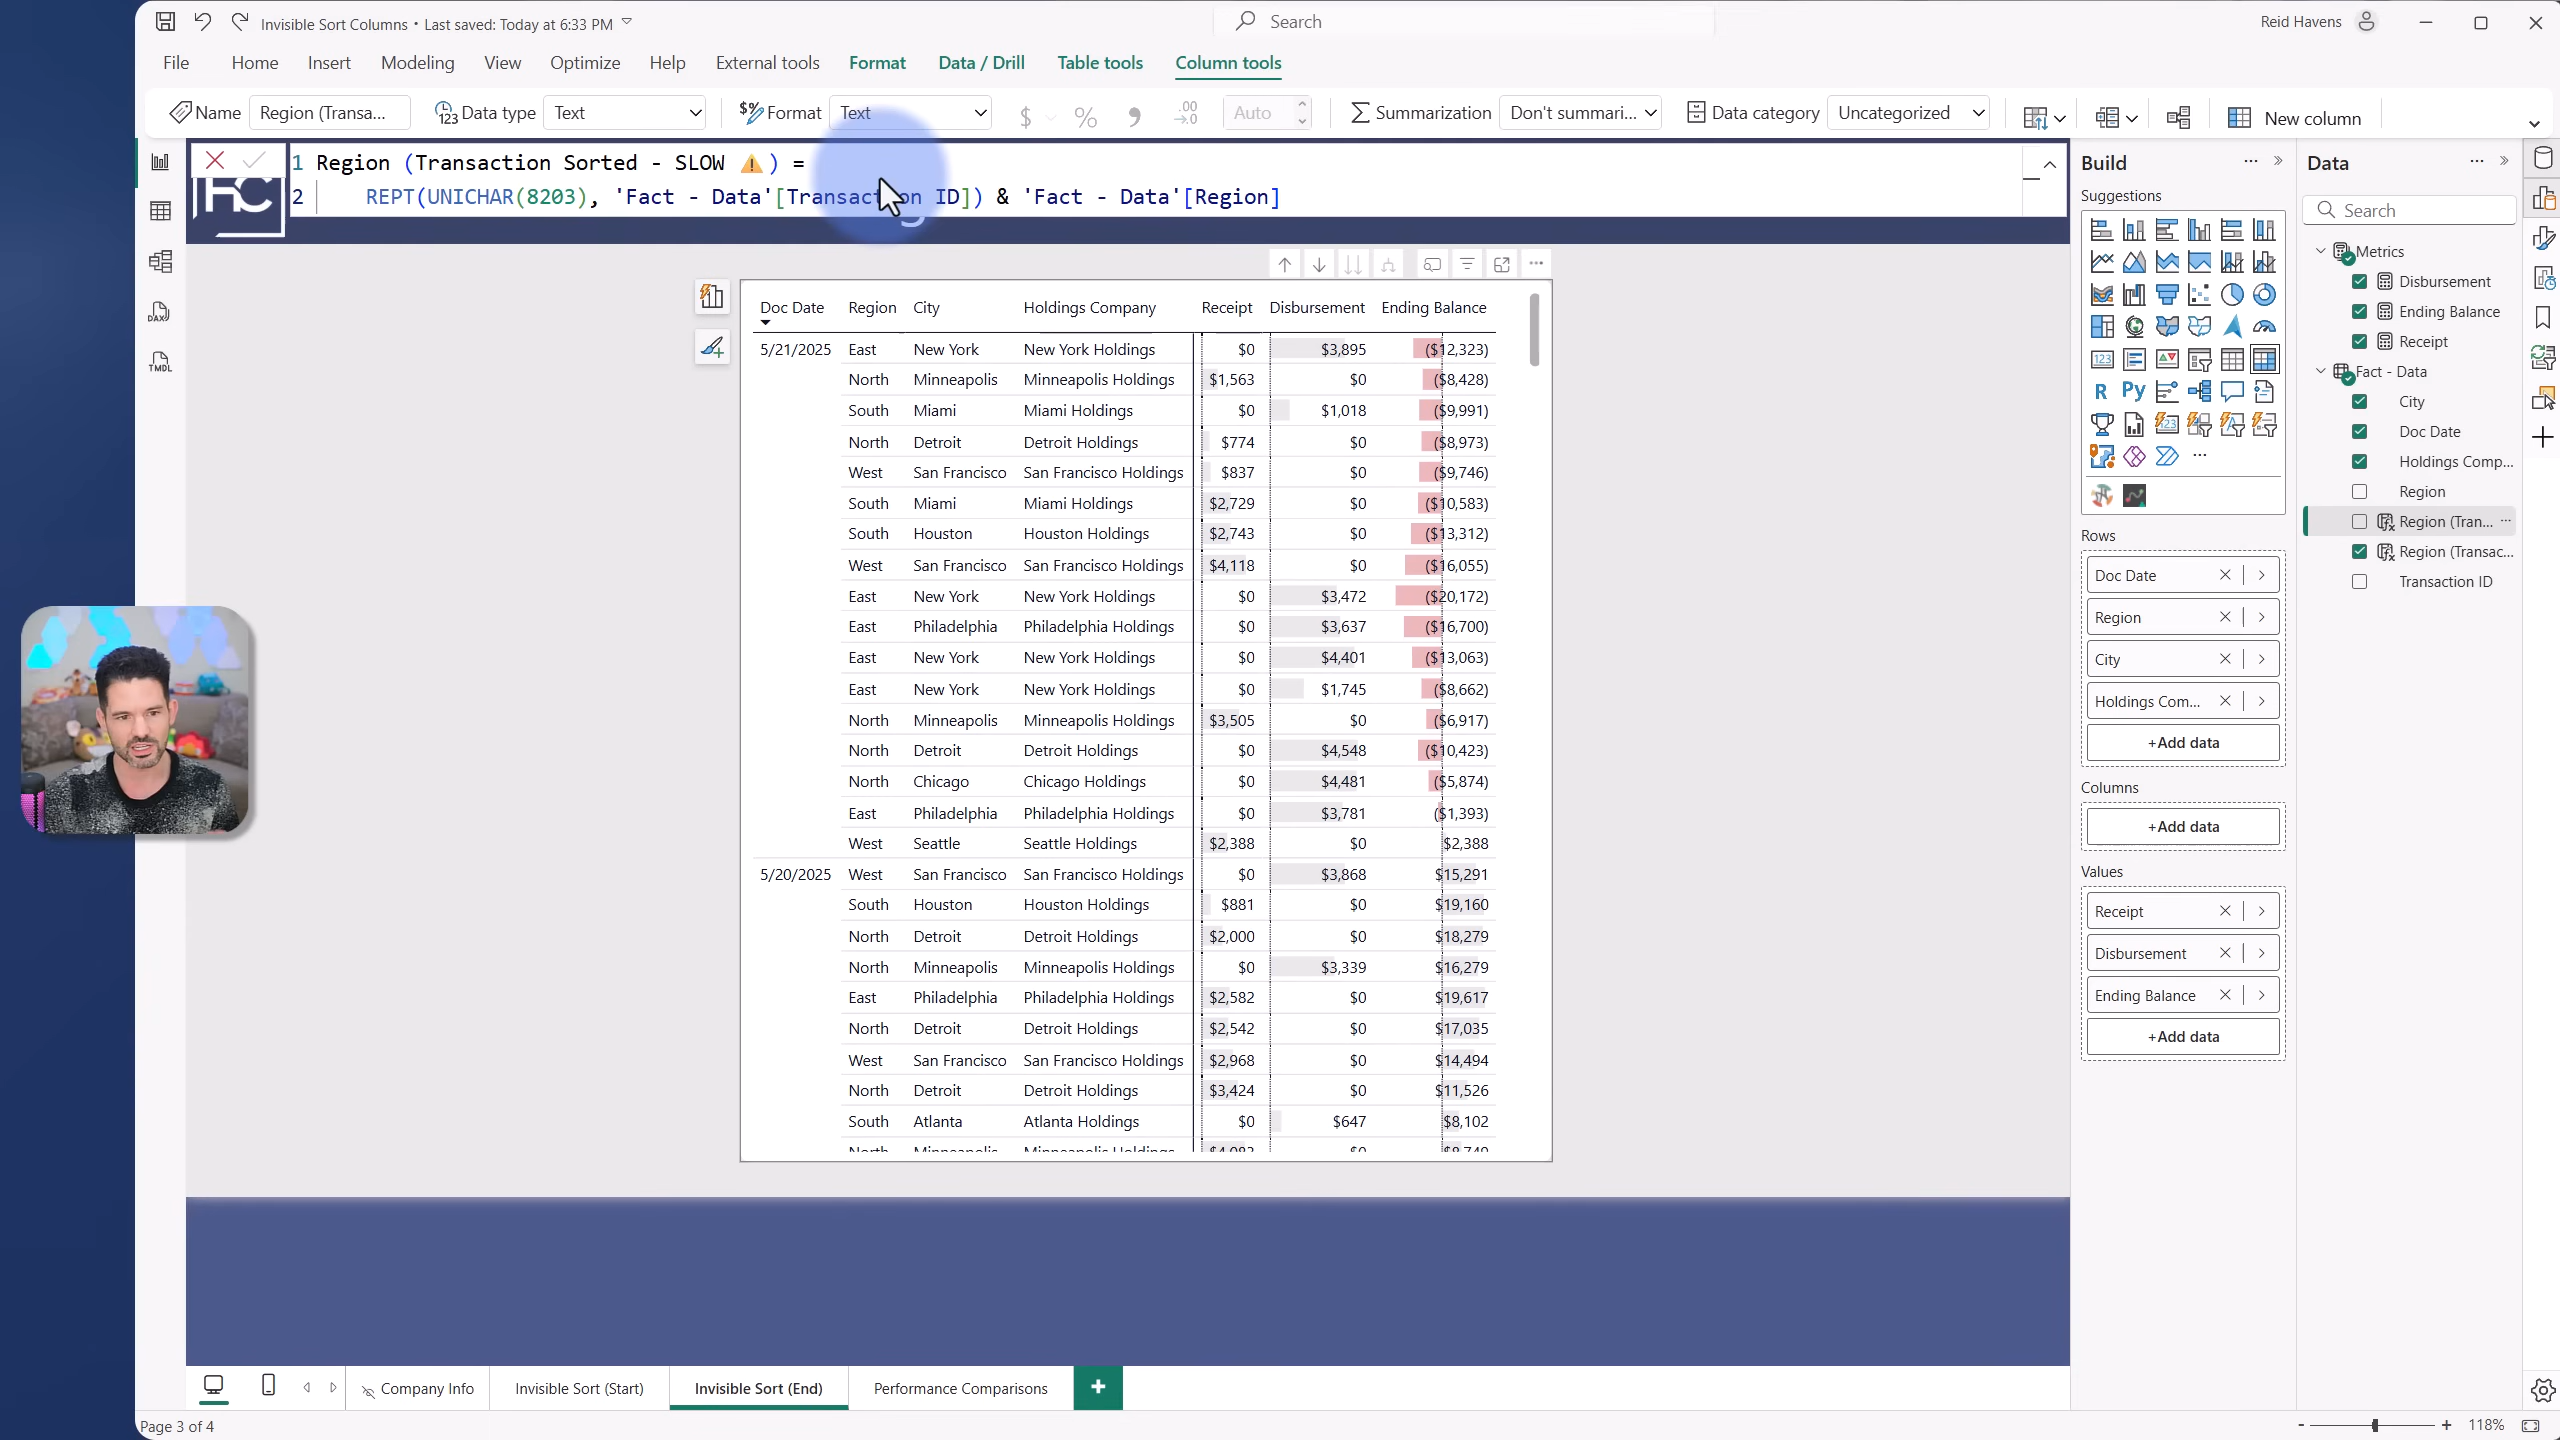 Invisible Sort Columns • Last saved: Today at 6:33 PM
Search
Reid Havens
File Home Insert Modeling View Optimize Help External tools Format Data / Drill Table tools Column tools
Name Region (Transa... Data type Text Format Text $ % 9 .00 Auto Summarization Don't summari... Data category Uncategorized New column
1 Region (Transaction Sorted - SLOW ⚠️) =
2 REPT(UNICHAR(8203), 'Fact - Data'[Transaction ID]) & 'Fact - Data'[Region]
Doc Date Region City Holdings Company Receipt Disbursement Ending Balance
5/21/2025 East New York New York Holdings $0 $3,895 ($12,323)
North Minneapolis Minneapolis Holdings $1,563 $0 ($8,428)
South Miami Miami Holdings $0 $1,018 ($9,991)
North Detroit Detroit Holdings $774 $0 ($8,973)
West San Francisco San Francisco Holdings $837 $0 ($9,746)
South Miami Miami Holdings $2,729 $0 ($10,583)
South Houston Houston Holdings $2,743 $0 ($13,312)
West San Francisco San Francisco Holdings $4,118 $0 ($16,055)
East New York New York Holdings $0 $3,472 ($20,172)
East Philadelphia Philadelphia Holdings $0 $3,637 ($16,700)
East New York New York Holdings $0 $4,401 ($13,063)
East New York New York Holdings $0 $1,745 ($8,662)
North Minneapolis Minneapolis Holdings $3,505 $0 ($6,917)
North Detroit Detroit Holdings $0 $4,548 ($10,423)
North Chicago Chicago Holdings $0 $4,481 ($5,874)
East Philadelphia Philadelphia Holdings $0 $3,781 ($1,393)
West Seattle Seattle Holdings $2,388 $0 $2,388
5/20/2025 West San Francisco San Francisco Holdings $0 $3,868 $15,291
South Houston Houston Holdings $881 $0 $19,160
North Detroit Detroit Holdings $2,000 $0 $18,279
North Minneapolis Minneapolis Holdings $0 $3,339 $16,279
East Philadelphia Philadelphia Holdings $2,582 $0 $19,617
North Detroit Detroit Holdings $2,542 $0 $17,035
West San Francisco San Francisco Holdings $2,968 $0 $14,494
North Detroit Detroit Holdings $3,424 $0 $11,526
South Atlanta Atlanta Holdings $0 $647 $8,102
Build
Suggestions
R Py
123
Rows
Doc Date
Region
City
Holdings Com...
+Add data
Columns
+Add data
Values
Receipt
Disbursement
Ending Balance
+Add data
Data
Search
Metrics
Disbursement
Ending Balance
Receipt
Fact - Data
City
Doc Date
Holdings Comp...
Region
Region (Tran...
Region (Transac...
Transaction ID
DAX
TMDL
Company Info Invisible Sort (Start) Invisible Sort (End) Performance Comparisons +
Page 3 of 4
118%